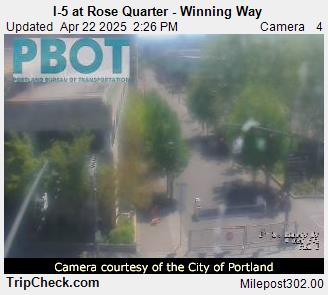 I-5 at Rose Quarter - Winning Way
Updated Apr 22 2025 2:26 PM Camera 4
PBOT
PORTLAND BUREAU OF TRANSPORTATION
Camera courtesy of the City of Portland
TripCheck.com Milepost302.00